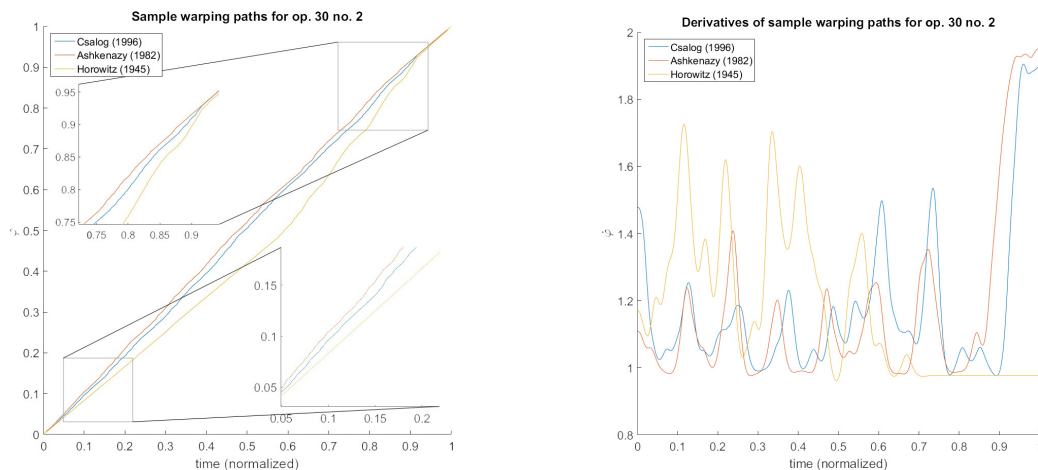 Sample warping paths for op. 30 no. 2
1
Csalog (1996)
Ashkenazy (1982)
Horowitz (1945)
0.9
0.8
0.7
0.6
0.5
0.4
0.3
0.2
0.1
0
0.95
0.9
0.85
0.8
0.75
0.75 0.8 0.85 0.9
0.15
0.1
0.05
0.05 0.1 0.15 0.2
0 0.1 0.2 0.3 0.4 0.5 0.6 0.7 0.8 0.9 1
time (normalized)
Derivatives of sample warping paths for op. 30 no. 2
2
Csalog (1996)
Ashkenazy (1982)
Horowitz (1945)
1.8
1.6
1.4
1.2
1
0.8
0 0.1 0.2 0.3 0.4 0.5 0.6 0.7 0.8 0.9
time (normalized)